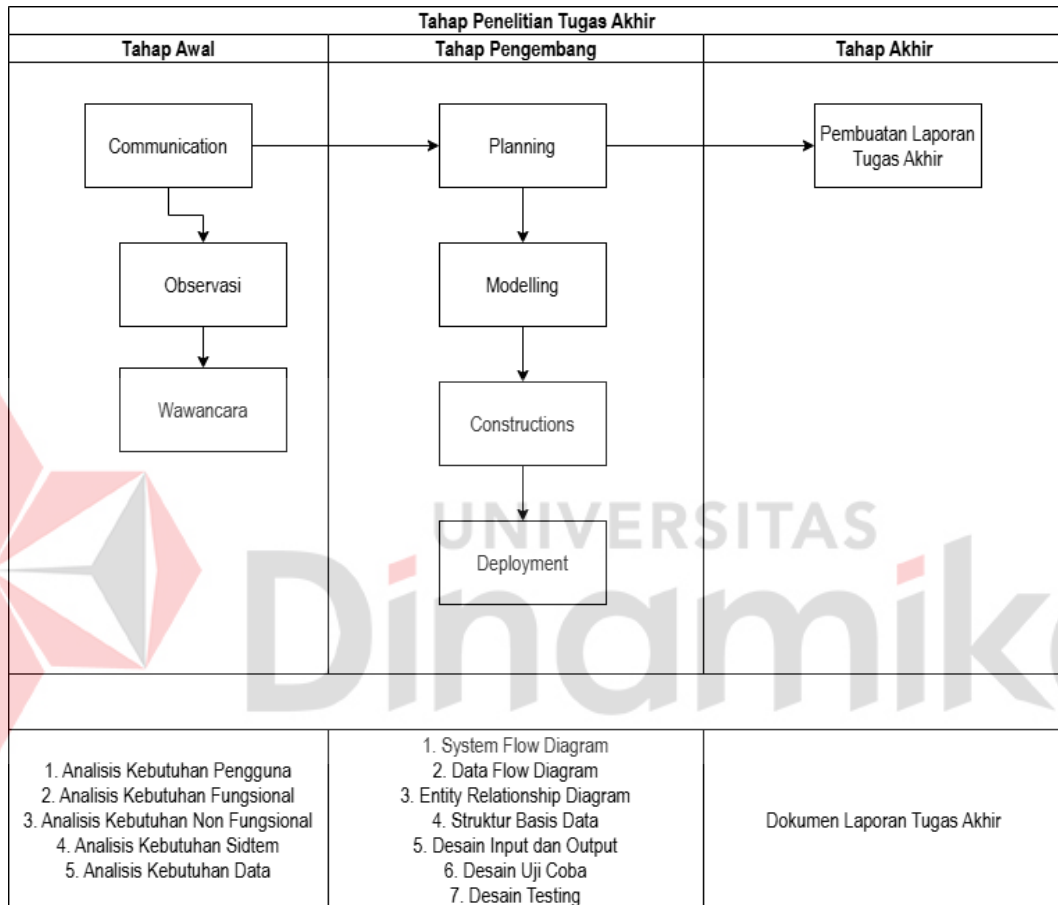 Tahap Penelitian Tugas Akhir
Tahap Awal
Tahap Pengembang
Tahap Akhir
Communication
Planning
Pembuatan Laporan
Tugas Akhir
Observasi
Modelling
Wawancara
Constructions
Deployment
UNIVERSITAS
Dinamika
1. Analisis Kebutuhan Pengguna
2. Analisis Kebutuhan Fungsional
3. Analisis Kebutuhan Non Fungsional
4. Analisis Kebutuhan Sidtem
5. Analisis Kebutuhan Data
1. System Flow Diagram
2. Data Flow Diagram
3. Entity Relationship Diagram
4. Struktur Basis Data
5. Desain Input dan Output
6. Desain Uji Coba
7. Desain Testing
Dokumen Laporan Tugas Akhir